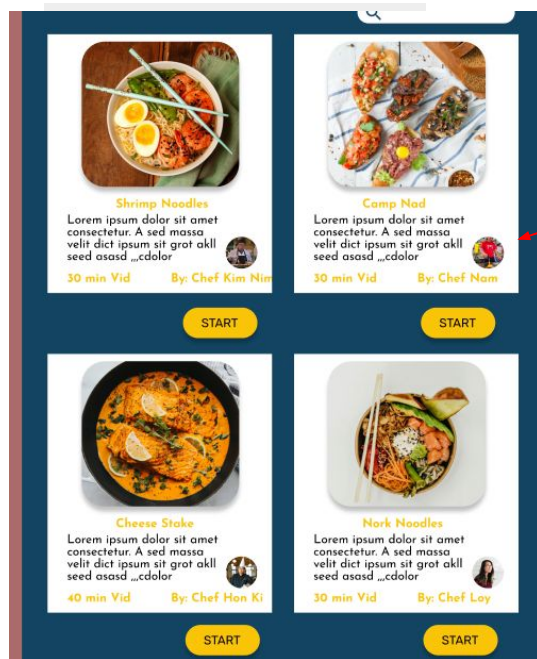 Shrimp Noodles
Lorem ipsum dolor sit amet
consectetur. A sed massa
velit dict ipsum sit grot akll
seed asasd ,,,cdolor
30 min Vid By: Chef Kim Nim
START
Camp Nad
Lorem ipsum dolor sit amet
consectetur. A sed massa
velit dict ipsum sit grot akll
seed asasd ,,,cdolor
30 min Vid By: Chef Nam
START
Cheese Stake
Lorem ipsum dolor sit amet
consectetur. A sed massa
velit dict ipsum sit grot akll
seed asasd ,,,cdolor
40 min Vid By: Chef Hon Ki
START
Nork Noodles
Lorem ipsum dolor sit amet
consectetur. A sed massa
velit dict ipsum sit grot akll
seed asasd ,,,cdolor
30 min Vid By: Chef Loy
START